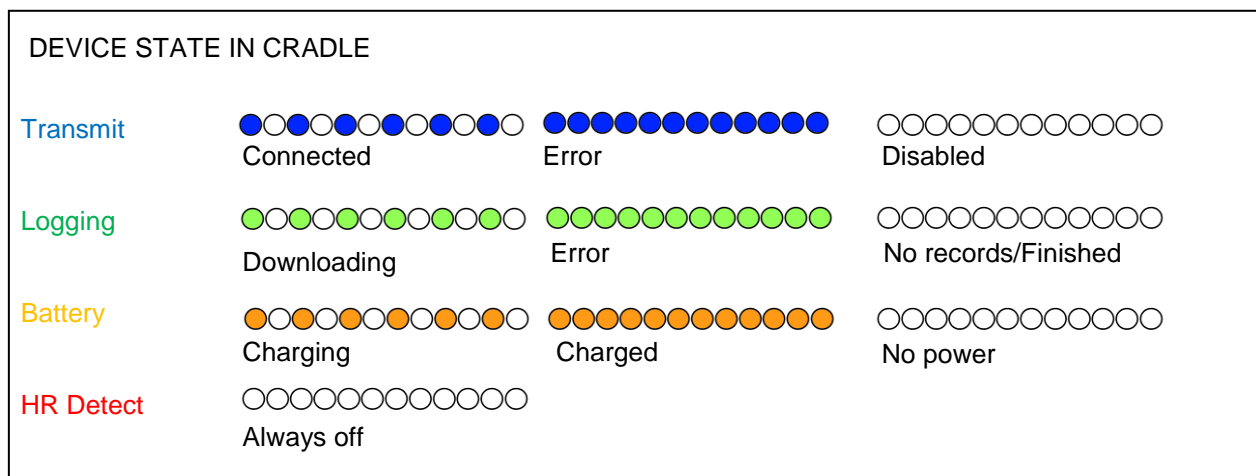 DEVICE STATE IN CRADLE
Transmit
Connected
Error
Disabled
Logging
Downloading
Error
No records/Finished
Battery
Charging
Charged
No power
HR Detect
Always off